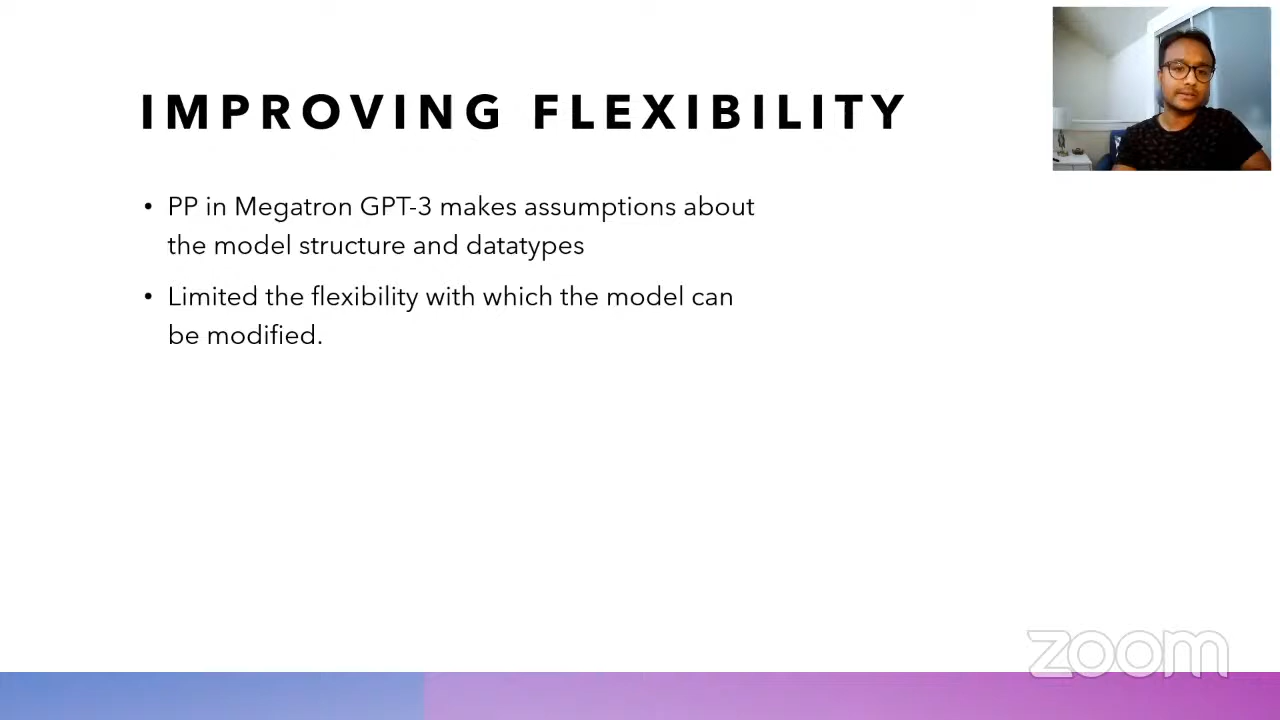 IMPROVING FLEXIBILITY
• PP in Megatron GPT-3 makes assumptions about
the model structure and datatypes
• Limited the flexibility with which the model can
be modified.
zoom